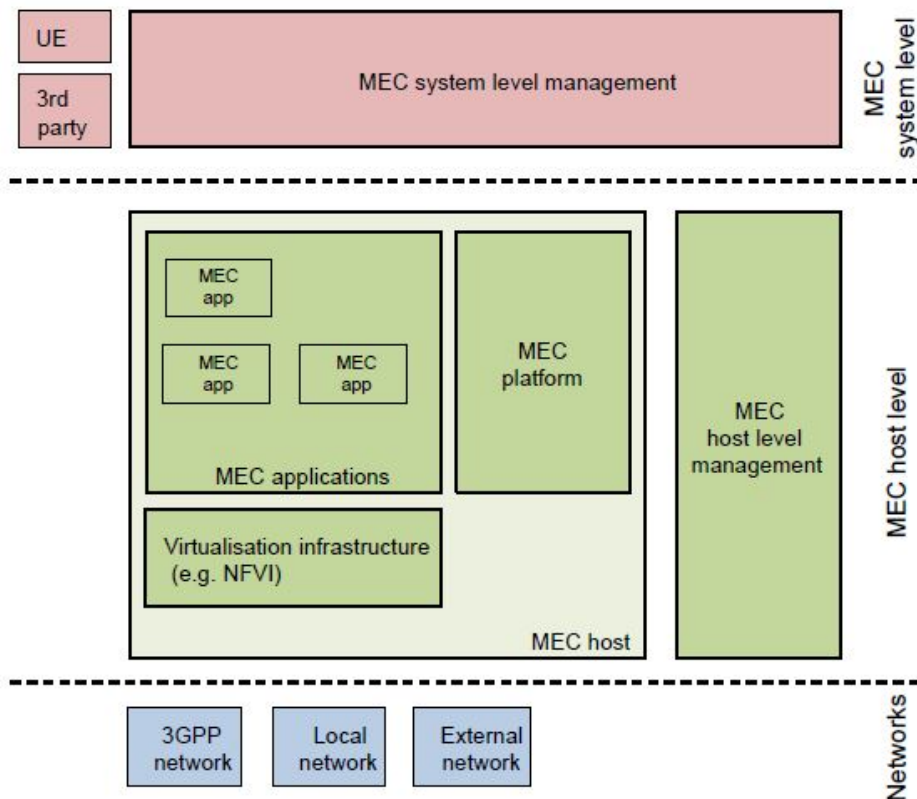 UE
3rd
party
MEC system level management
MEC
system level
MEC
app
MEC
app
MEC
app
MEC applications
MEC
platform
Virtualisation infrastructure
(e.g. NFVI)
MEC host
MEC
host level
management
MEC host level
3GPP
network
Local
network
External
network
Networks